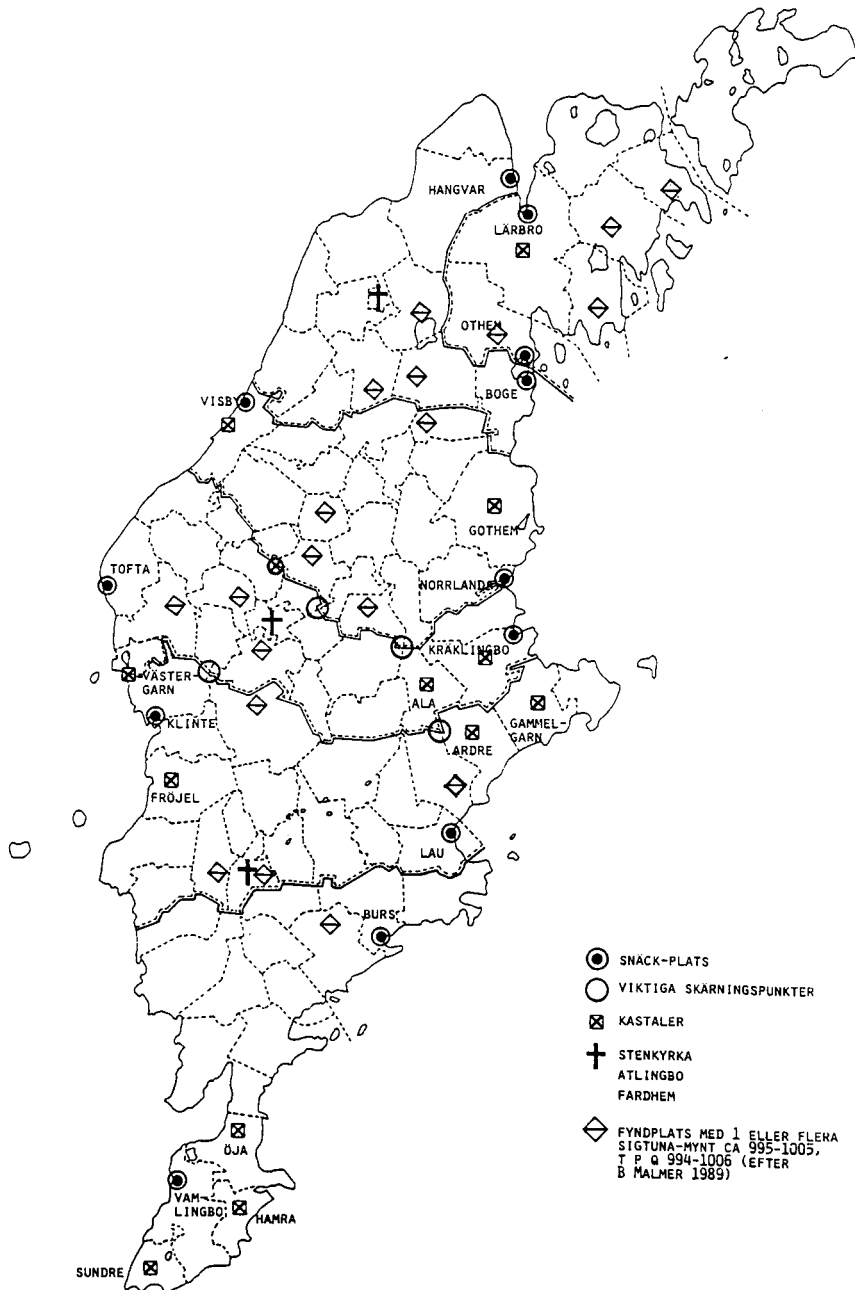 HANGVAR
LÄRBRO
OTHEM
BOGE
VISBY
GOTHEM
TOFTA
NORRLANDA
KRÄKLINGBO
VÄSTER-
GARN
ALA
KLINTE
GAMMEL-
GARN
ARDRE
FRÖJEL
LAU
BURS
SNÄCK-PLATS
VIKTIGA SKÄRNINGSPUNKTER
KASTALER
STENKYRKA
ATLINGBO
FARDHEM
FYNDPLATS MED 1 ELLER FLERA
SIGTUNA-MYNT CA 995-1005,
T P Q 994-1006 (EFTER
B MALMER 1989)
ÖJA
VAM-
LINGBO
HAMRA
SUNDRE